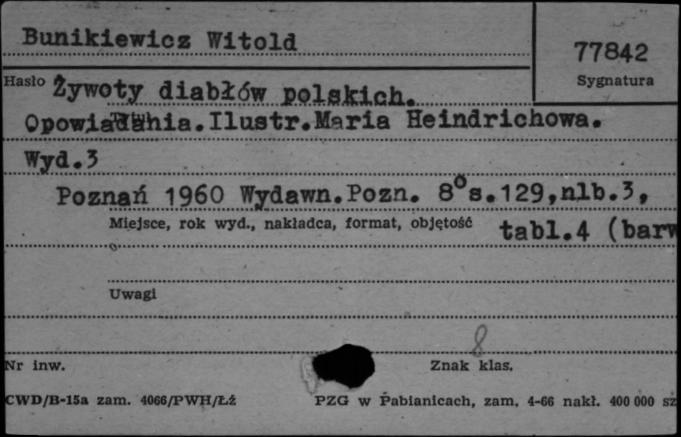 Bunikiewicz Witold
77842
Hasło
Sygnatura
Żywoty diabłów polskich.
Opowiadania.Ilustr.Maria Heindrichowa.
Wyd.3
Poznań 1960 Wydawn.Pozn. 8°s.129,nlb.3,
Miejsce, rok wyd., nakładca, format, objętość
tabl.4 (barw
Uwagi
8
Nr inw.
Znak klas.
CWD/B-15a zam. 4066/PWH/Łź
PZG w Pabianicach, zam. 4-66 nakł. 400 000 sz